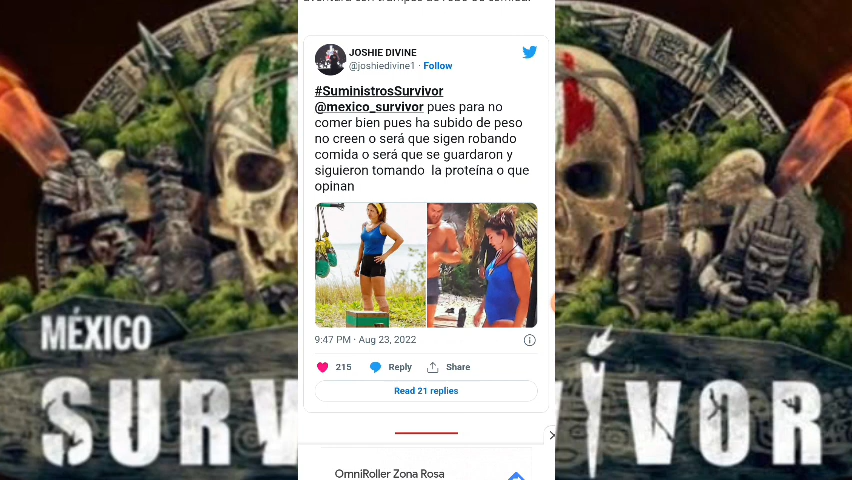 JOSHIE DIVINE
@joshiedivine1 · Follow
#SuministrosSurvivor
@mexico_survivor pues para no
comer bien pues ha subido de peso
no creen o será que sigen robando
comida o será que se guardaron y
siguieron tomando la proteína o que
opinan
9:47 PM · Aug 23, 2022
215 Reply Share
Read 21 replies
OmniRoller Zona Rosa
MÉXICO
SURV IVOR